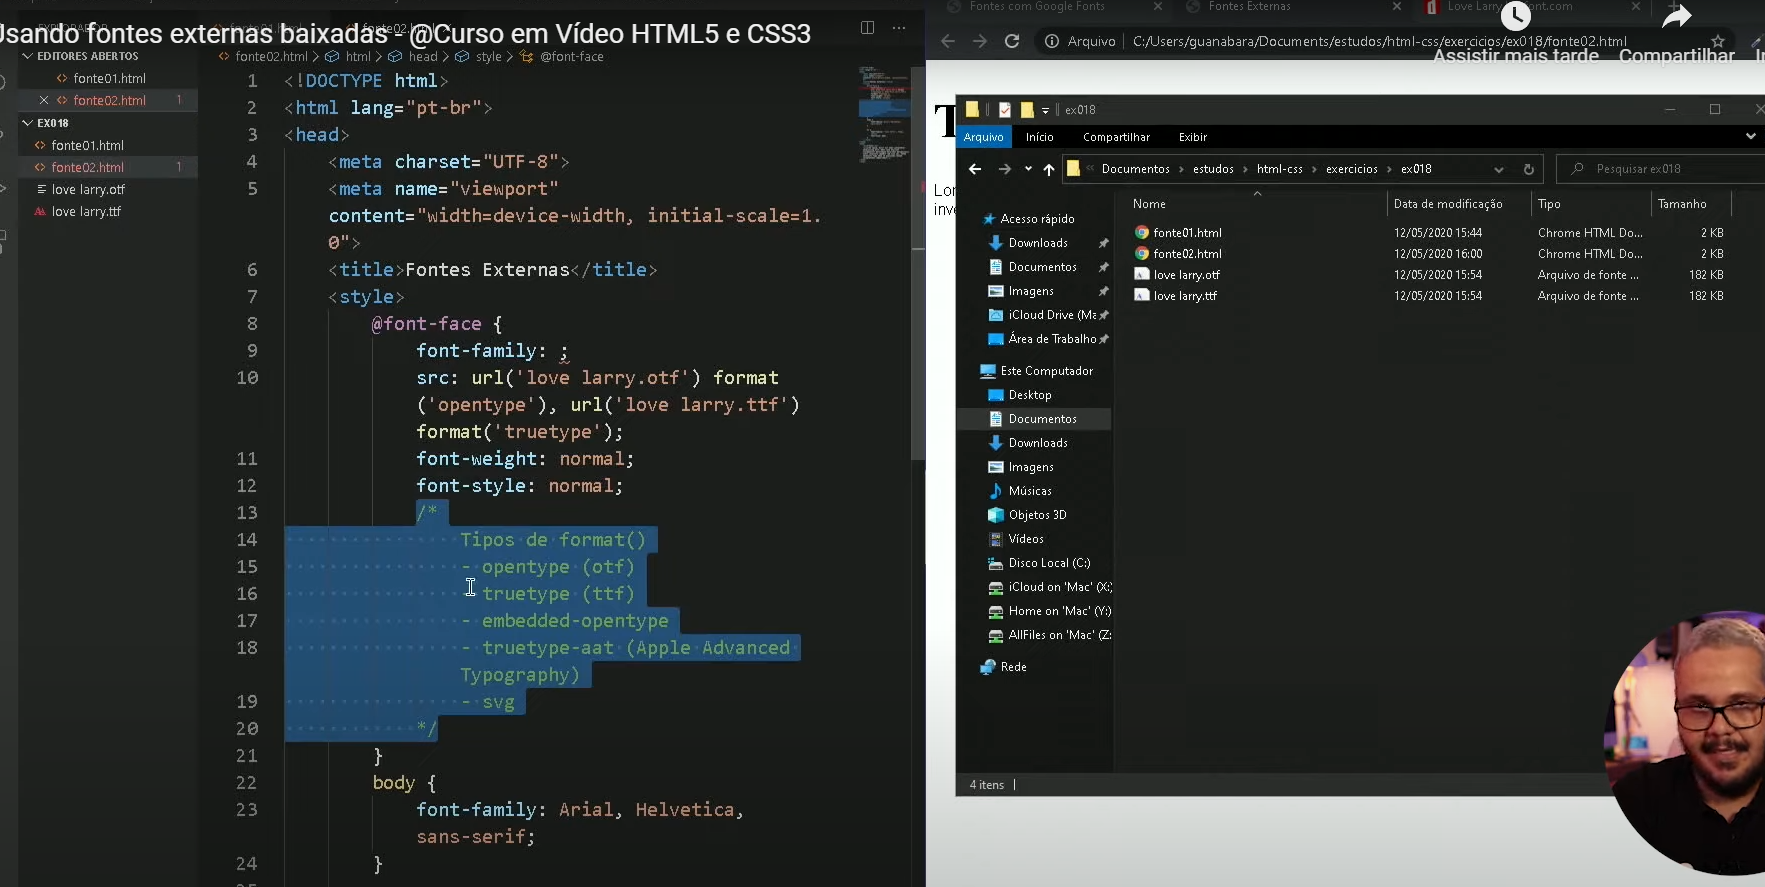 Usando fontes externas baixadas - @Curso em Vídeo HTML5 e CSS3
EDITORES ABERTOS
fonte01.html
fonte02.html 1
EX018
fonte01.html
fonte02.html 1
love larry.otf
love larry.ttf
fonte02.html > html > head > style > @font-face
1 <!DOCTYPE html>
2 <html lang="pt-br">
3 <head>
4 <meta charset="UTF-8">
5 <meta name="viewport"
content="width=device-width, initial-scale=1.
0">
6 <title>Fontes Externas</title>
7 <style>
8 @font-face {
9 font-family: ;
10 src: url('love larry.otf') format
('opentype'), url('love larry.ttf')
format('truetype');
11 font-weight: normal;
12 font-style: normal;
13 /*
14 Tipos de format()
15 - opentype (otf)
16 - truetype (ttf)
17 - embedded-opentype
18 - truetype-aat (Apple Advanced
Typography)
19 - svg
20 */
21 }
22 body {
23 font-family: Arial, Helvetica,
sans-serif;
24 }
Fontes com Google Fonts
Fontes Externas
Love Larry
font.com
Arquivo | C:/Users/guanabara/Documents/estudos/html-css/exercicios/ex018/fonte02.html
Assistir mais tarde
Compartilhar
T
Lor
inve
ex018
Arquivo Início Compartilhar Exibir
Documentos > estudos > html-css > exercicios > ex018
Pesquisar ex018
Nome Data de modificação Tipo Tamanho
fonte01.html 12/05/2020 15:44 Chrome HTML Do... 2 KB
fonte02.html 12/05/2020 16:00 Chrome HTML Do... 2 KB
love larry.otf 12/05/2020 15:54 Arquivo de fonte ... 182 KB
love larry.ttf 12/05/2020 15:54 Arquivo de fonte ... 182 KB
Acesso rápido
Downloads
Documentos
Imagens
iCloud Drive (Ma
Área de Trabalho
Este Computador
Desktop
Documentos
Downloads
Imagens
Músicas
Objetos 3D
Vídeos
Disco Local (C:)
iCloud on 'Mac' (X:
Home on 'Mac' (Y:)
AllFiles on 'Mac' (Z:
Rede
4 itens